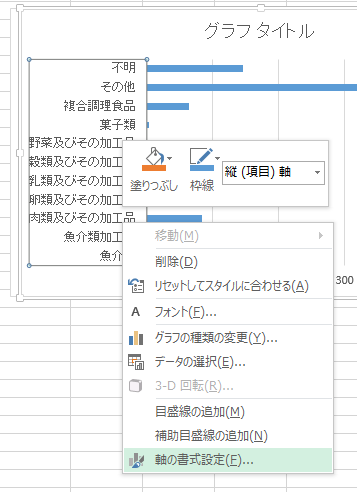 グラフ タイトル
不明
その他
複合調理食品
菓子類
野菜及びその加工品
穀類及びその加工
乳類及びその加工
卵類及びその加工
肉類及びその加工
魚介類加工
魚介
塗りつぶし
枠線
縦 (項目) 軸
移動(M)
削除(D)
リセットしてスタイルに合わせる(A)
フォント(F)...
グラフの種類の変更(Y)...
データの選択(E)...
3-D 回転(R)...
目盛線の追加(M)
補助目盛線の追加(N)
軸の書式設定(F)...
300